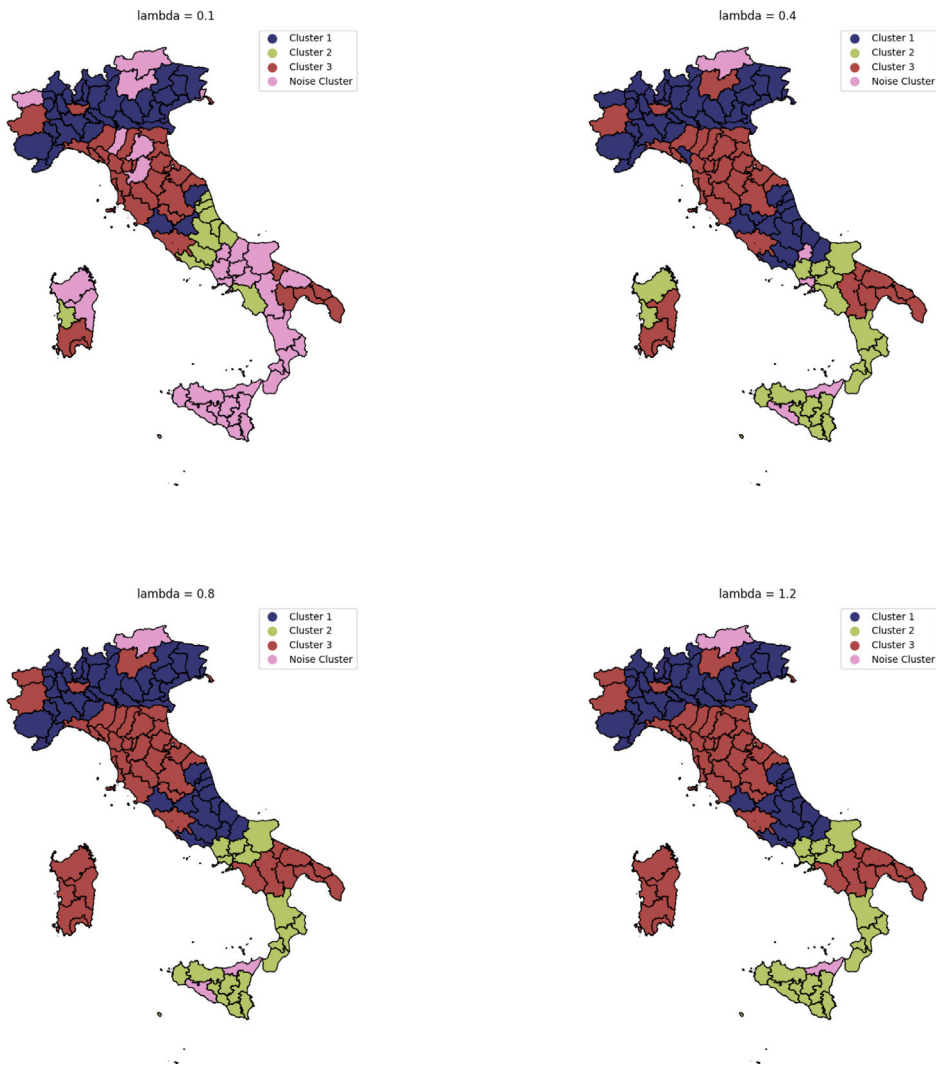 lambda = 0.1
Cluster 1
Cluster 2
Cluster 3
Noise Cluster
lambda = 0.4
Cluster 1
Cluster 2
Cluster 3
Noise Cluster
lambda = 0.8
Cluster 1
Cluster 2
Cluster 3
Noise Cluster
lambda = 1.2
Cluster 1
Cluster 2
Cluster 3
Noise Cluster